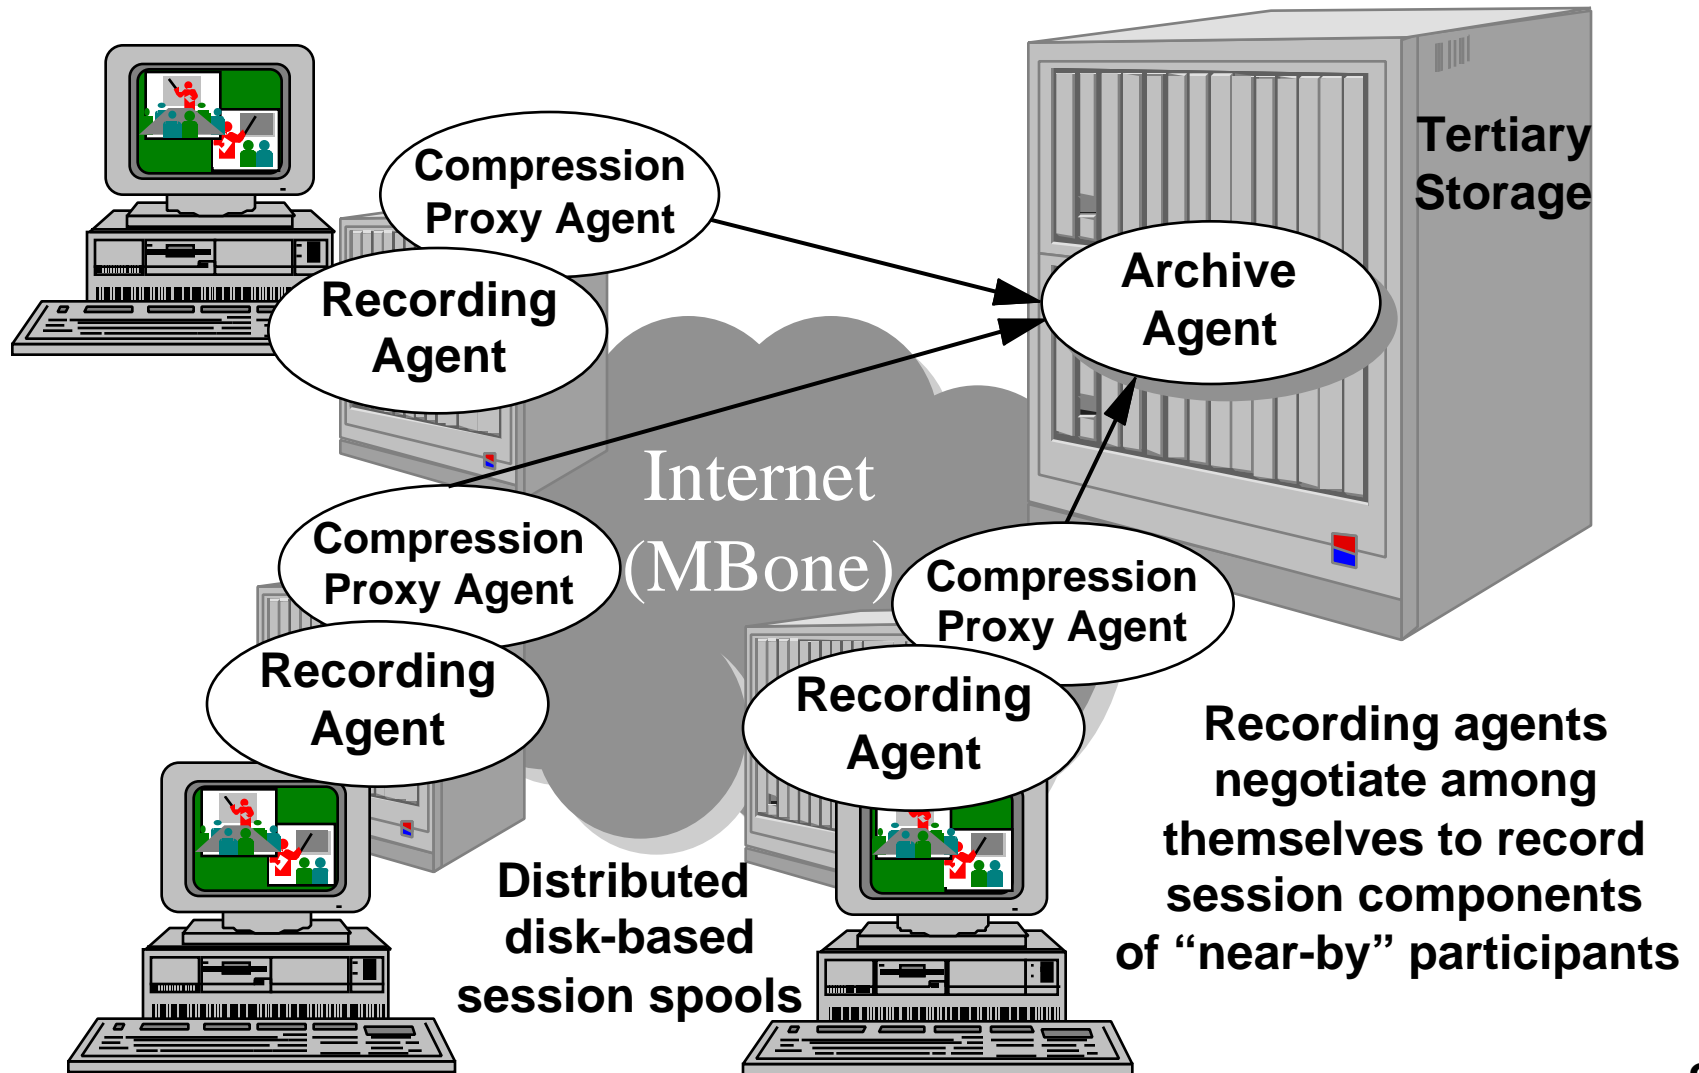 Compression
Proxy Agent
Recording
Agent
Tertiary
Storage
Archive
Agent
Internet
(MBone)
Compression
Proxy Agent
Recording
Agent
Compression
Proxy Agent
Recording
Agent
Distributed
disk-based
session spools
Recording agents
negotiate among
themselves to record
session components
of “near-by” participants